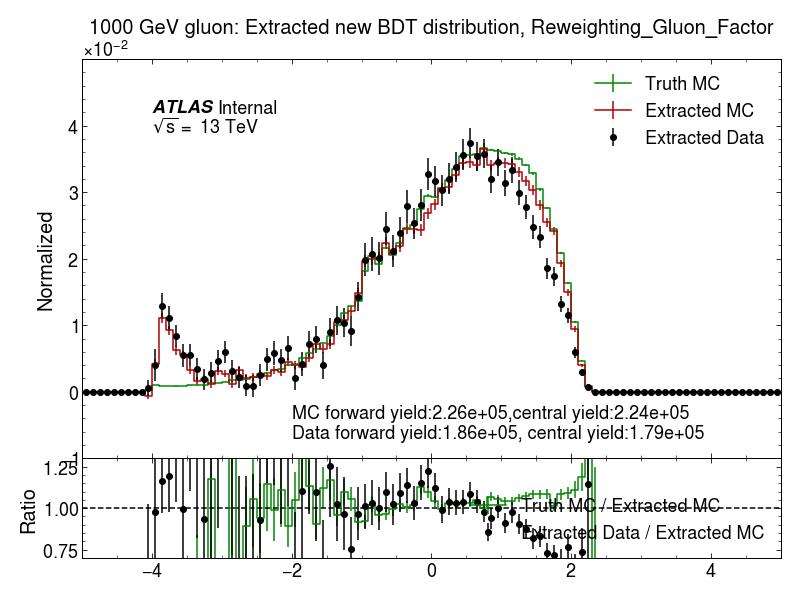 1000 GeV gluon: Extracted new BDT distribution, Reweighting_Gluon_Factor
×10⁻²
ATLAS Internal
√s = 13 TeV
Truth MC
Extracted MC
Extracted Data
Normalized
4
3
2
1
0
MC forward yield:2.26e+05,central yield:2.24e+05
Data forward yield:1.86e+05, central yield:1.79e+05
Ratio
1.25
1.00
0.75
Truth MC / Extracted MC
Extracted Data / Extracted MC
−4
−2
0
2
4